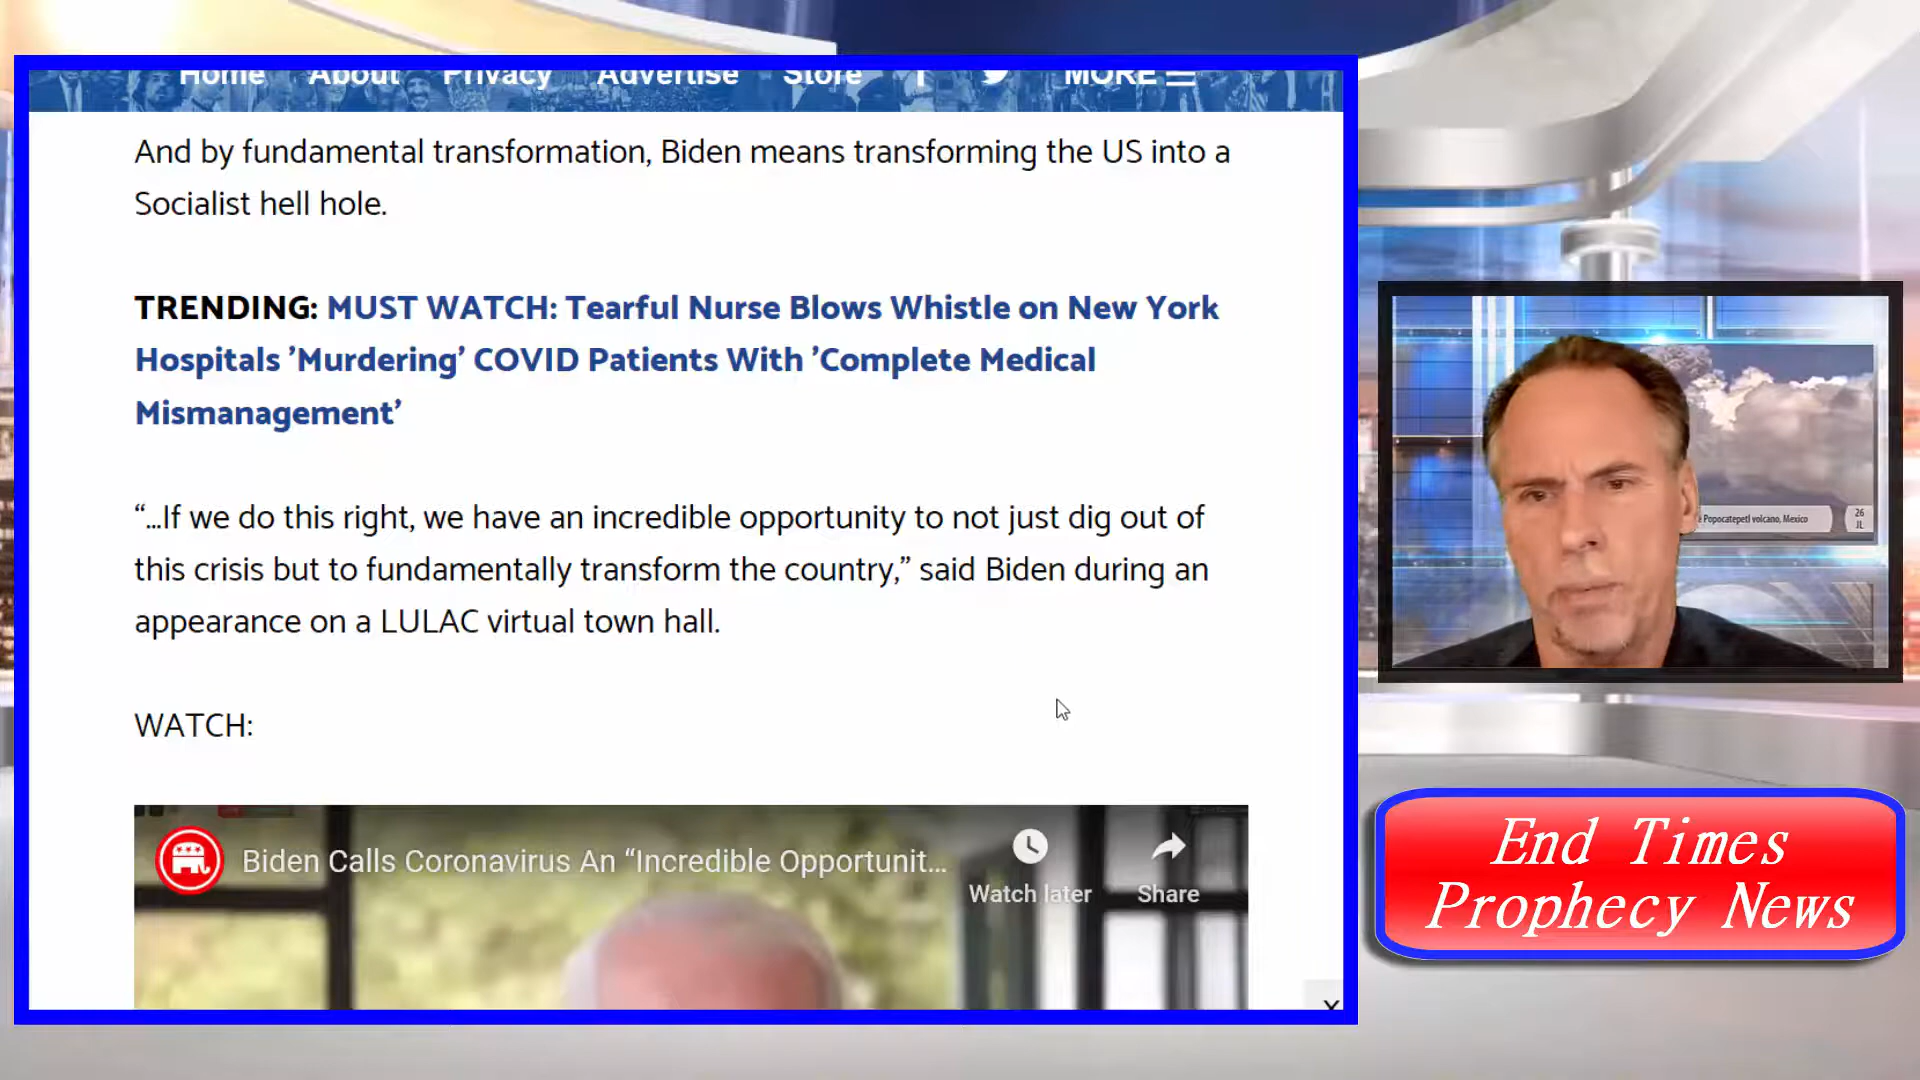 Home About Privacy Advertise Store MORE
And by fundamental transformation, Biden means transforming the US into a
Socialist hell hole.
TRENDING: MUST WATCH: Tearful Nurse Blows Whistle on New York
Hospitals ’Murdering’ COVID Patients With ’Complete Medical
Mismanagement’
“…If we do this right, we have an incredible opportunity to not just dig out of
this crisis but to fundamentally transform the country,” said Biden during an
appearance on a LULAC virtual town hall.
WATCH:
Biden Calls Coronavirus An “Incredible Opportunit...
Watch later
Share
x
Popocatepetl volcano, Mexico
26
JL
End Times
Prophecy News